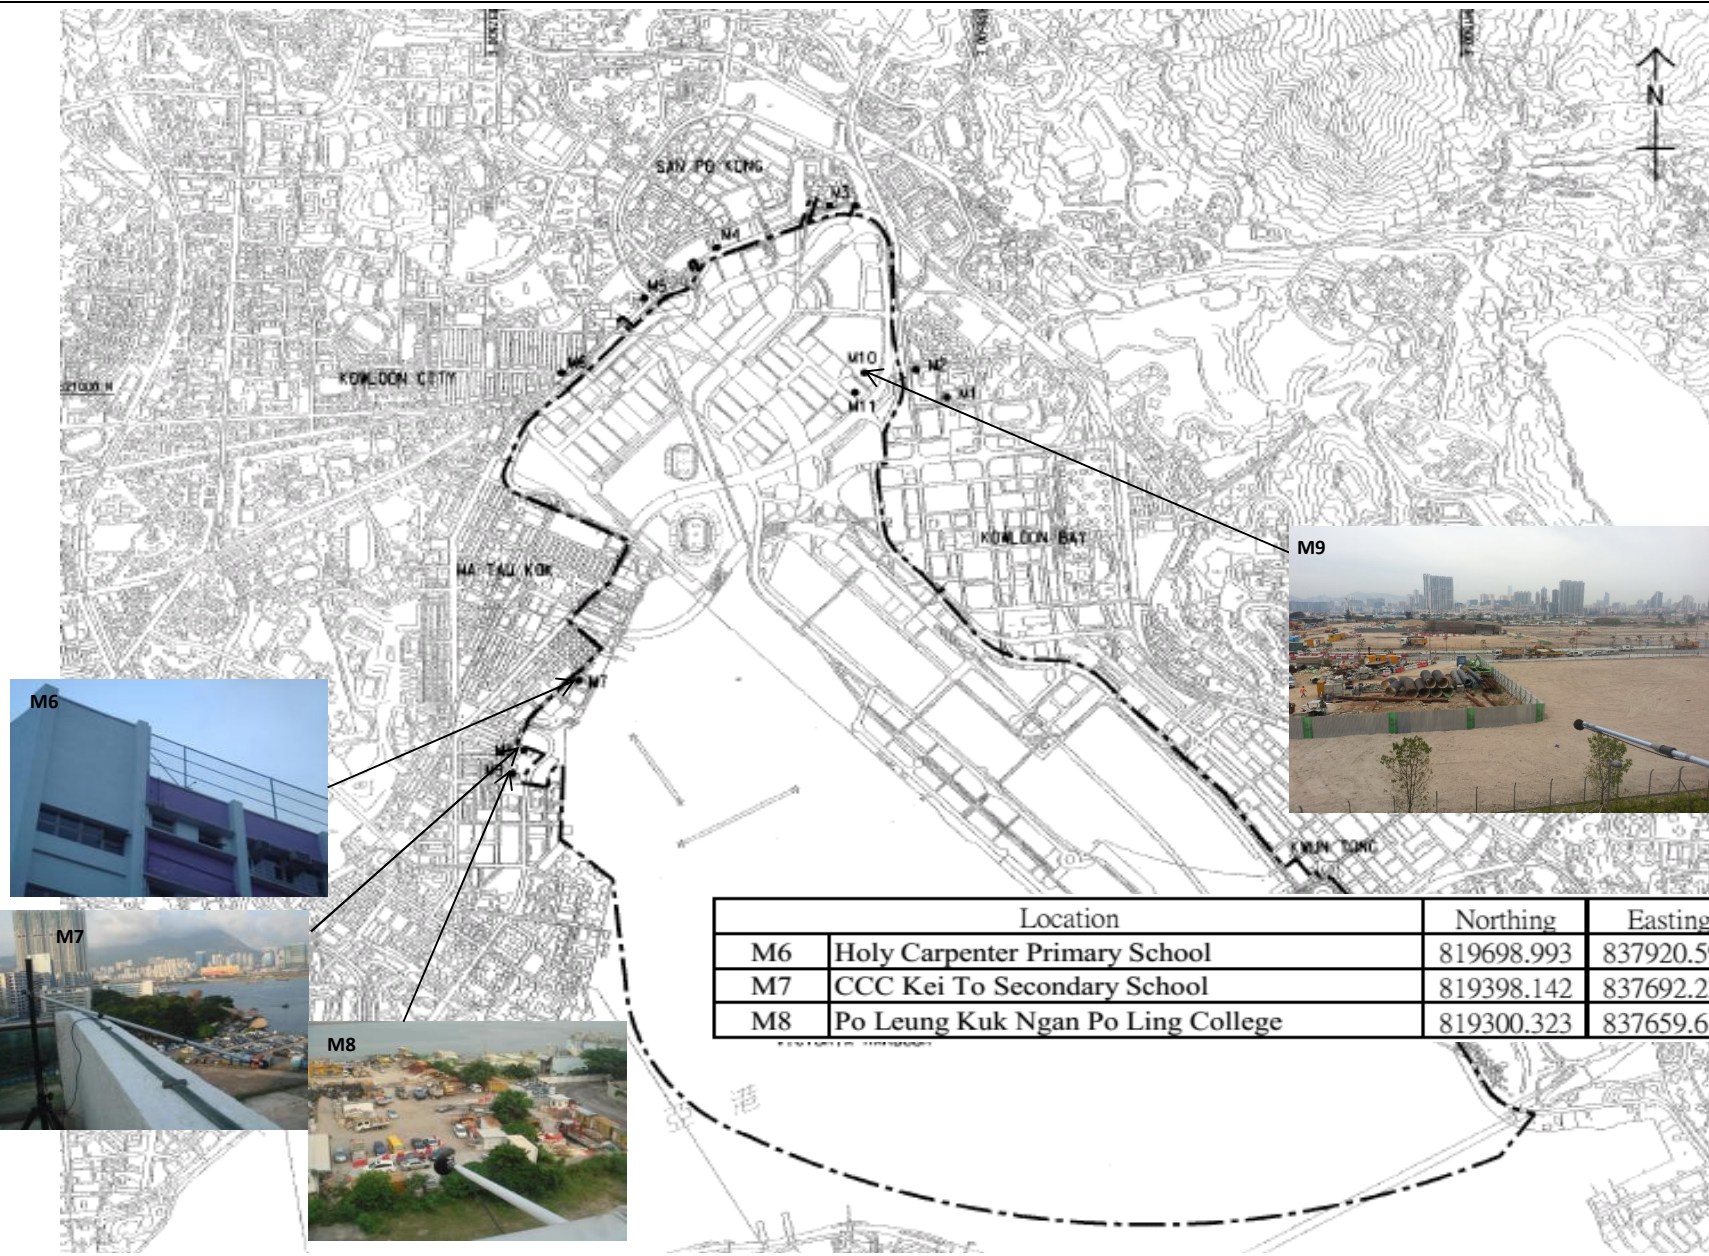 N
SAN PO KONG
M3
M4
M5
M6
KOWLOON CITY
M10
M2
M1
M11
KOWLOON BAY
M9
MA TAU KOK
M7
M6
M9
KWUN TONG
M7
M8
Location Northing Easting
M6 Holy Carpenter Primary School 819698.993
M7 CCC Kei To Secondary School 819398.142
M8 Po Leung Kuk Ngan Po Ling College 819300.323
港